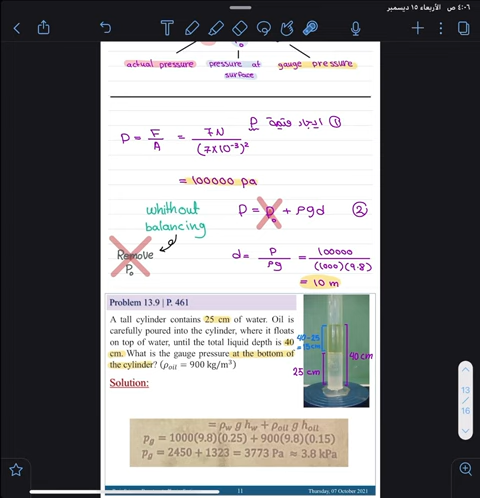 ٤:٠٦ ص الأربعاء ١٥ ديسمبر
P₀
actual pressure
pressure at surface
gauge pressure
① ايجاد قيمة P
P = F/A = 7N/(7×10⁻³)²
= 100000 pa
whithout balancing
P = P₀ + ρgd ②
Remove P₀
d = P/ρg = 100000/(1000)(9.8)
= 10 m
Problem 13.9 | P. 461
A tall cylinder contains 25 cm of water. Oil is
carefully poured into the cylinder, where it floats
on top of water, until the total liquid depth is 40
cm. What is the gauge pressure at the bottom of
the cylinder? (ρoil = 900 kg/m³)
40-25
=15cm
40 cm
25 cm
Solution:
= ρw g hw + ρoil g hoil
pg = 1000(9.8)(0.25) + 900(9.8)(0.15)
pg = 2450 + 1323 = 3773 Pa ≈ 3.8 kPa
11
Thursday, 07 October 2021
13
16